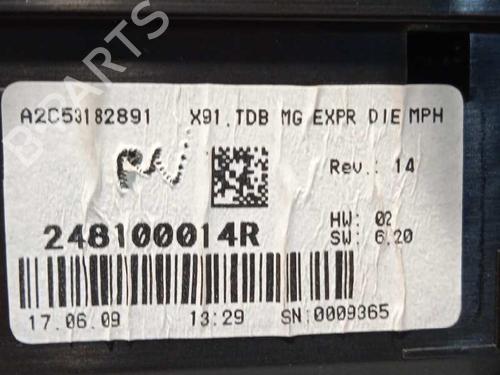 A2C53182891 X91.TDB MG EXPR DIE MPH
Rev.: 14
248100014R
HW: 02
SW: 6.20
17.06.09 13:29 SN:0009365
B PARTS